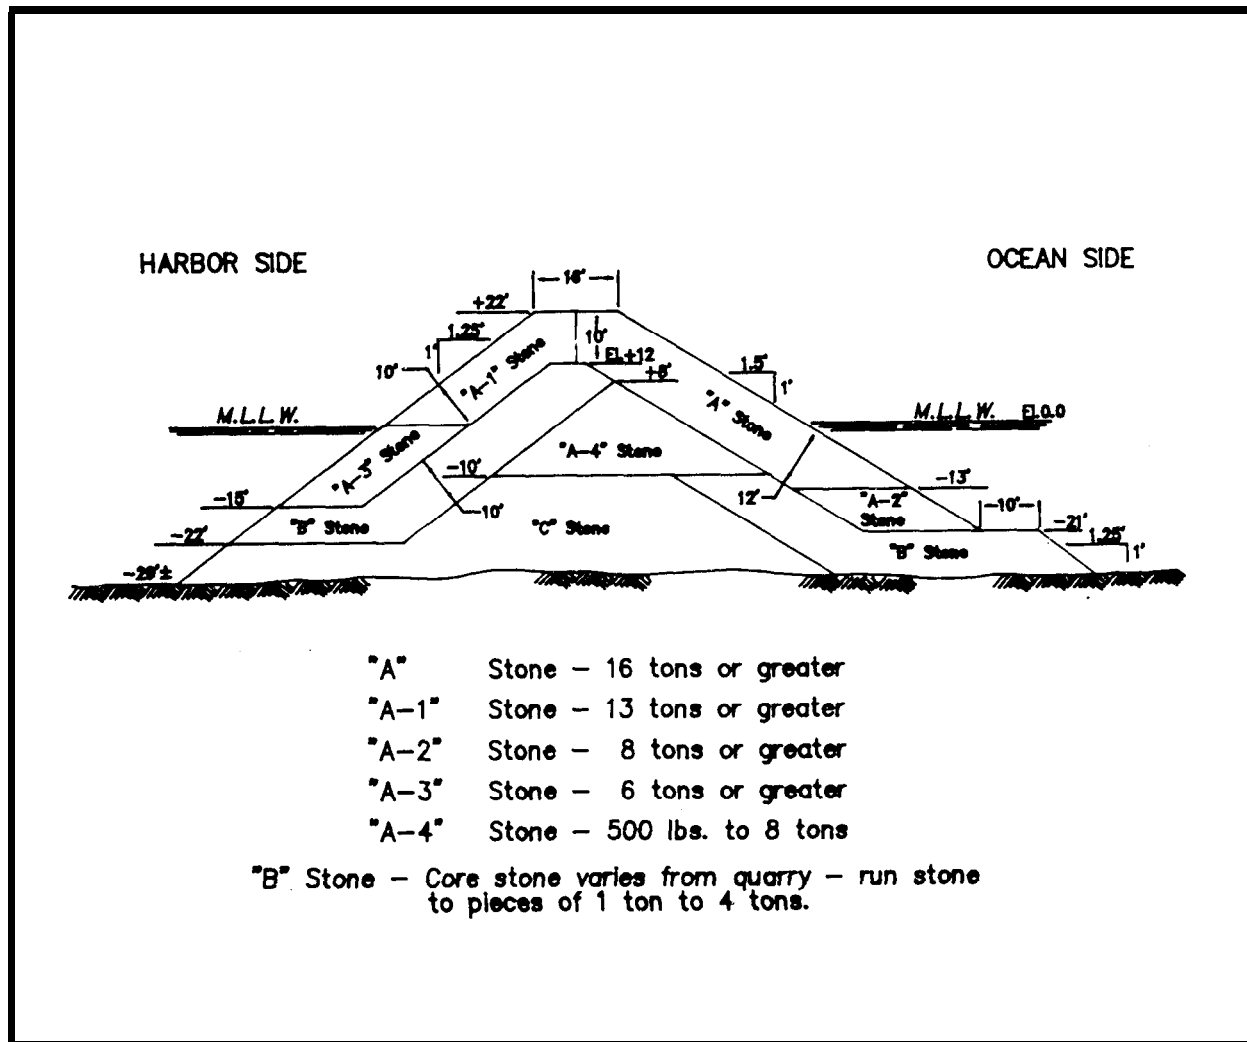 HARBOR SIDE
OCEAN SIDE
16'
+22'
1.25'
1'
10'
EL+12
+8'
10'
"A-1" Stone
1.5'
1'
"A" Stone
M.L.L.W.
M.L.L.W. El.0.0
"A-3" Stone
"A-4" Stone
-10'
-13'
-15'
10'
12'
"A-2" Stone
-10'-
"B" Stone
"C" Stone
-21'
-22'
"B" Stone
1.25'
1'
"A" Stone - 16 tons or greater
"A-1" Stone - 13 tons or greater
"A-2" Stone - 8 tons or greater
"A-3" Stone - 6 tons or greater
"A-4" Stone - 500 lbs. to 8 tons
"B" Stone - Core stone varies from quarry - run stone
to pieces of 1 ton to 4 tons.